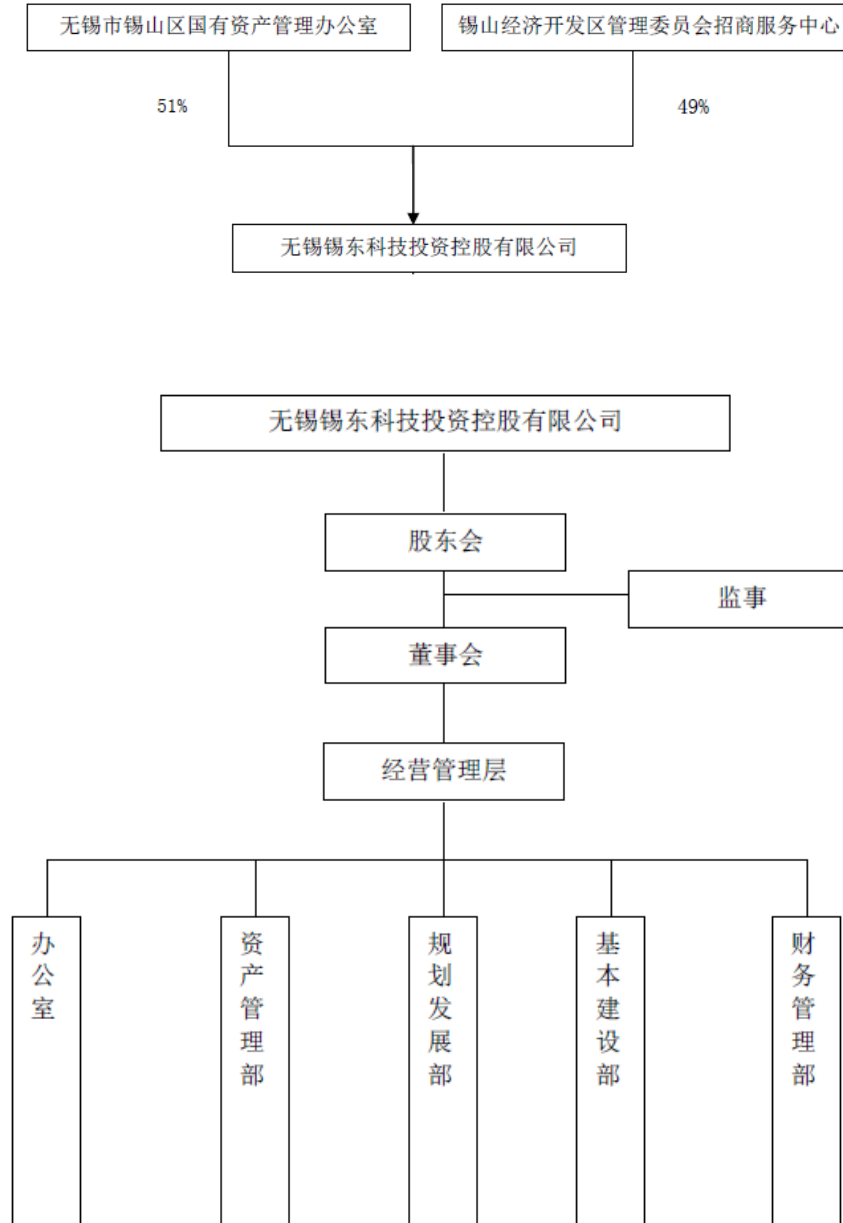 无锡市锡山区国有资产管理办公室
锡山经济开发区管理委员会招商服务中心
51%
49%
无锡锡东科技投资控股有限公司
无锡锡东科技投资控股有限公司
股东会
监事
董事会
经营管理层
办公室
资产管理部
规划发展部
基本建设部
财务管理部